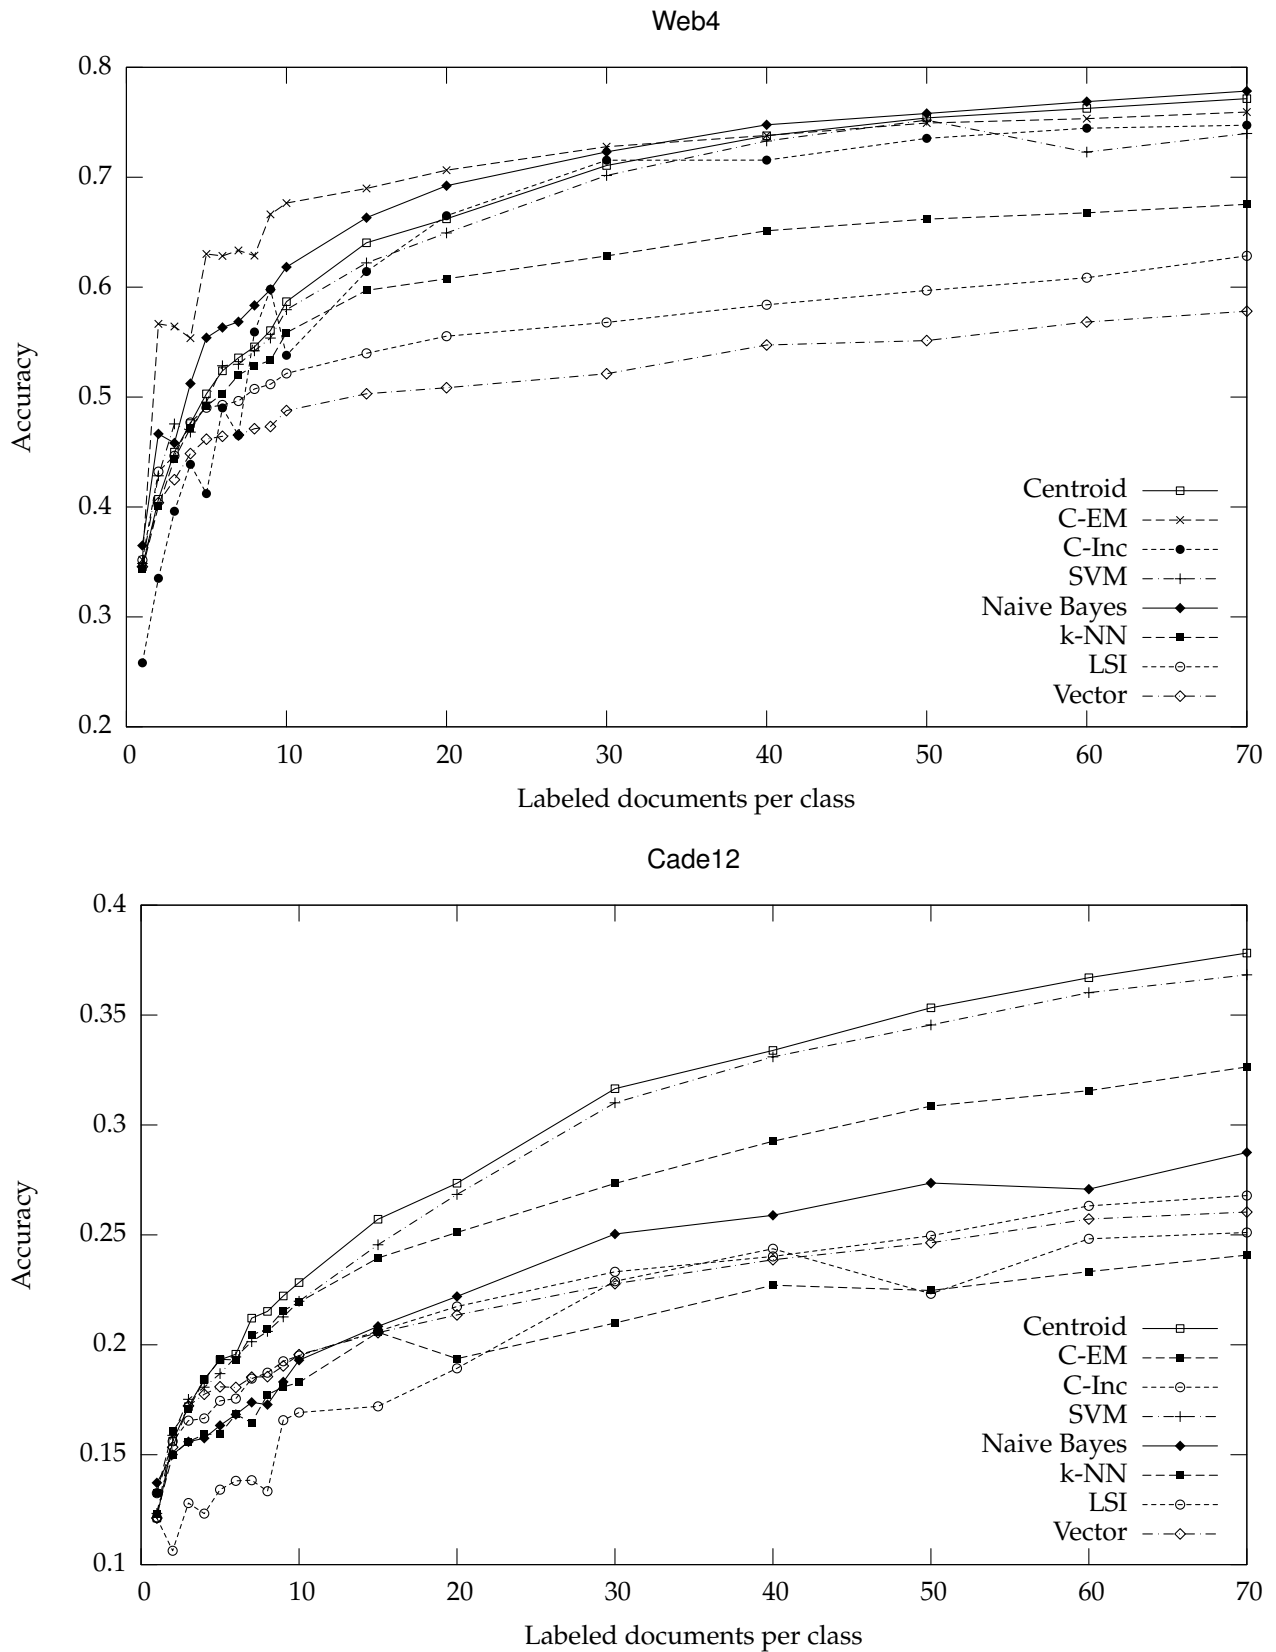 Web4
0.8
0.7
0.6
0.5
0.4
0.3
0.2
Accuracy
Centroid
C-EM
C-Inc
SVM
Naive Bayes
k-NN
LSI
Vector
0 10 20 30 40 50 60 70
Labeled documents per class
Cade12
0.4
0.35
0.3
0.25
0.2
0.15
0.1
Accuracy
Centroid
C-EM
C-Inc
SVM
Naive Bayes
k-NN
LSI
Vector
0 10 20 30 40 50 60 70
Labeled documents per class